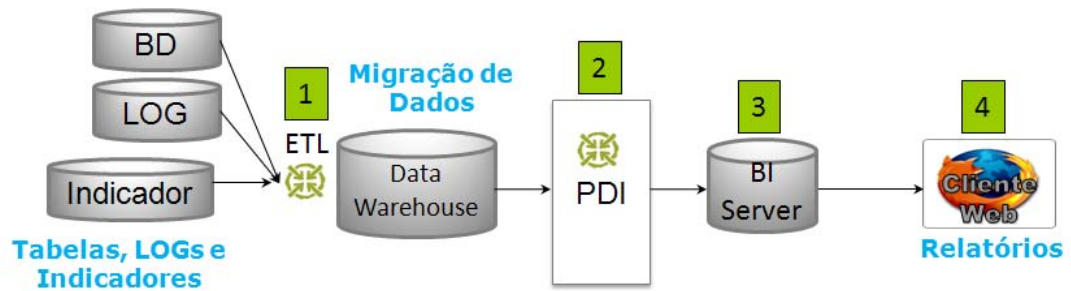 BD
LOG
Indicador
Tabelas, LOGs e
Indicadores
1
ETL
Migração de
Dados
Data
Warehouse
2
PDI
3
BI
Server
4
Cliente
Web
Relatórios